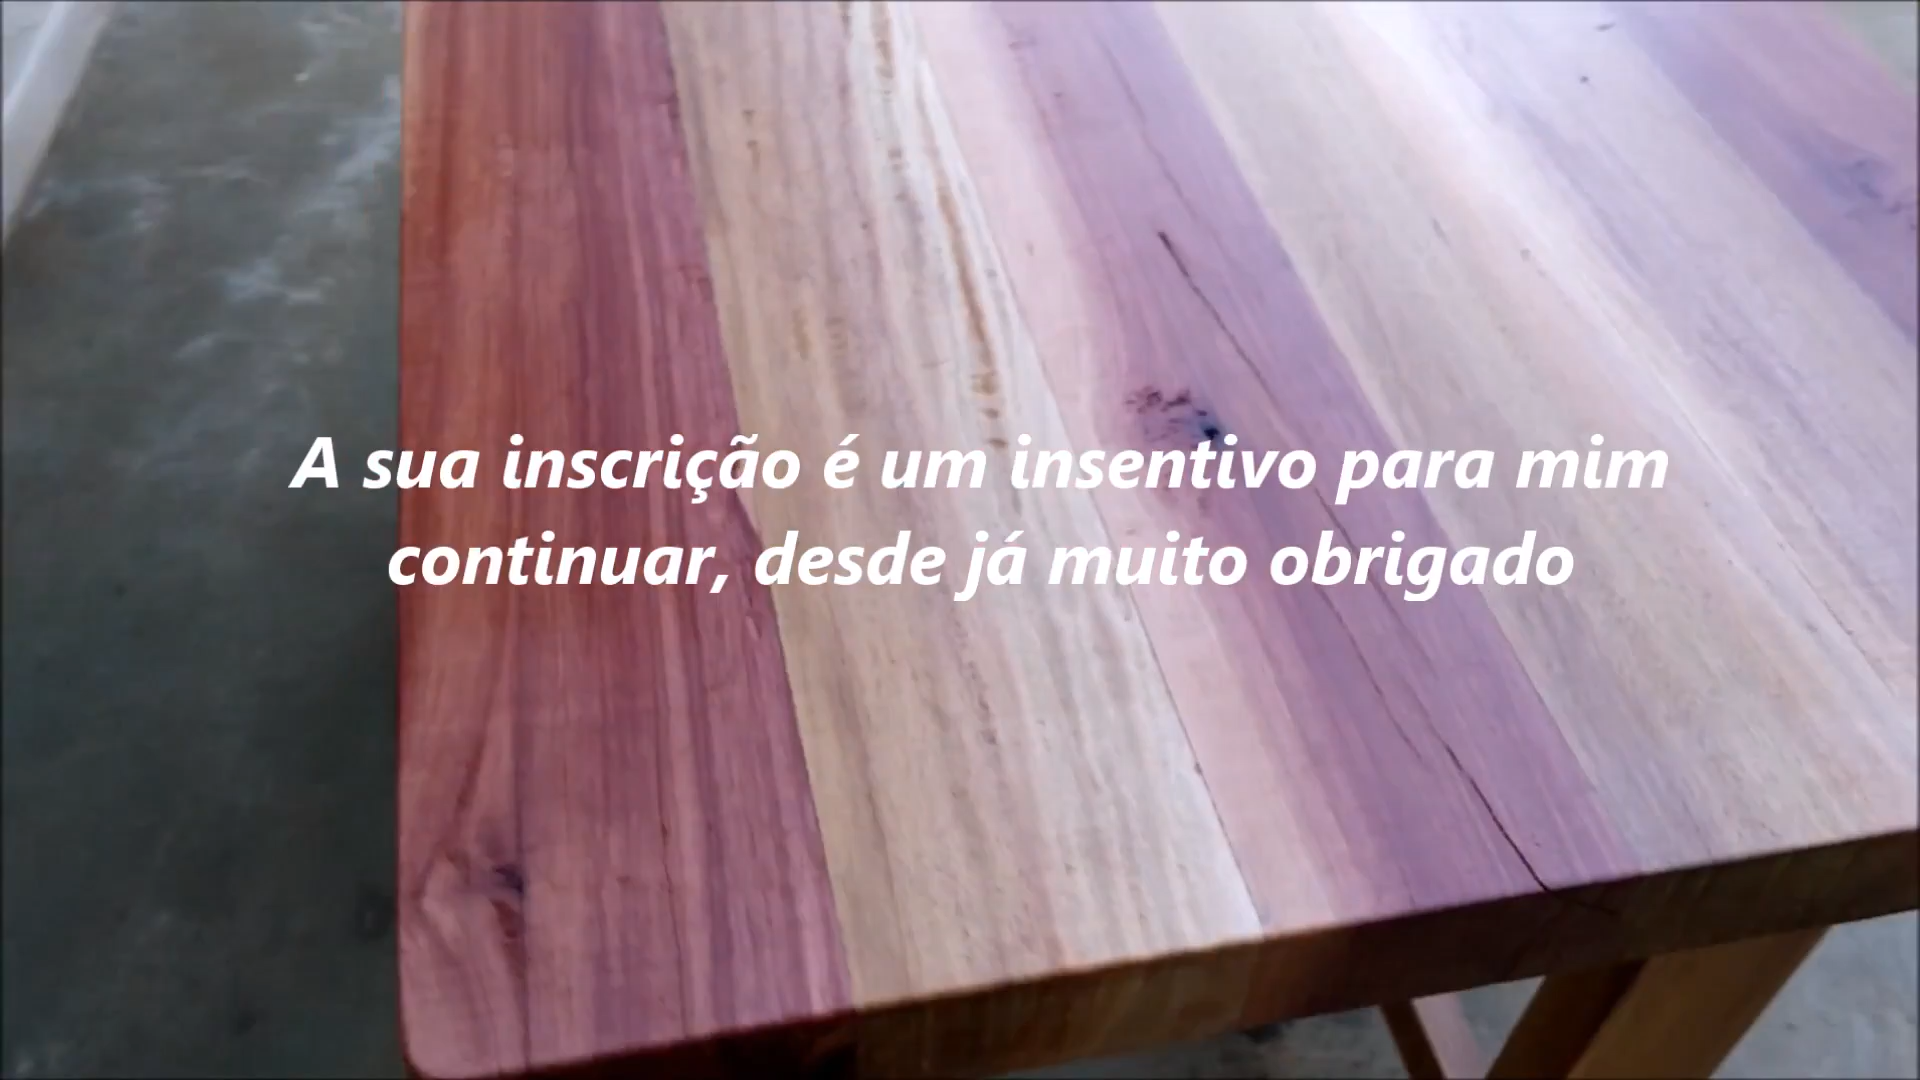 A sua inscrição é um insentivo para mim
continuar, desde já muito obrigado